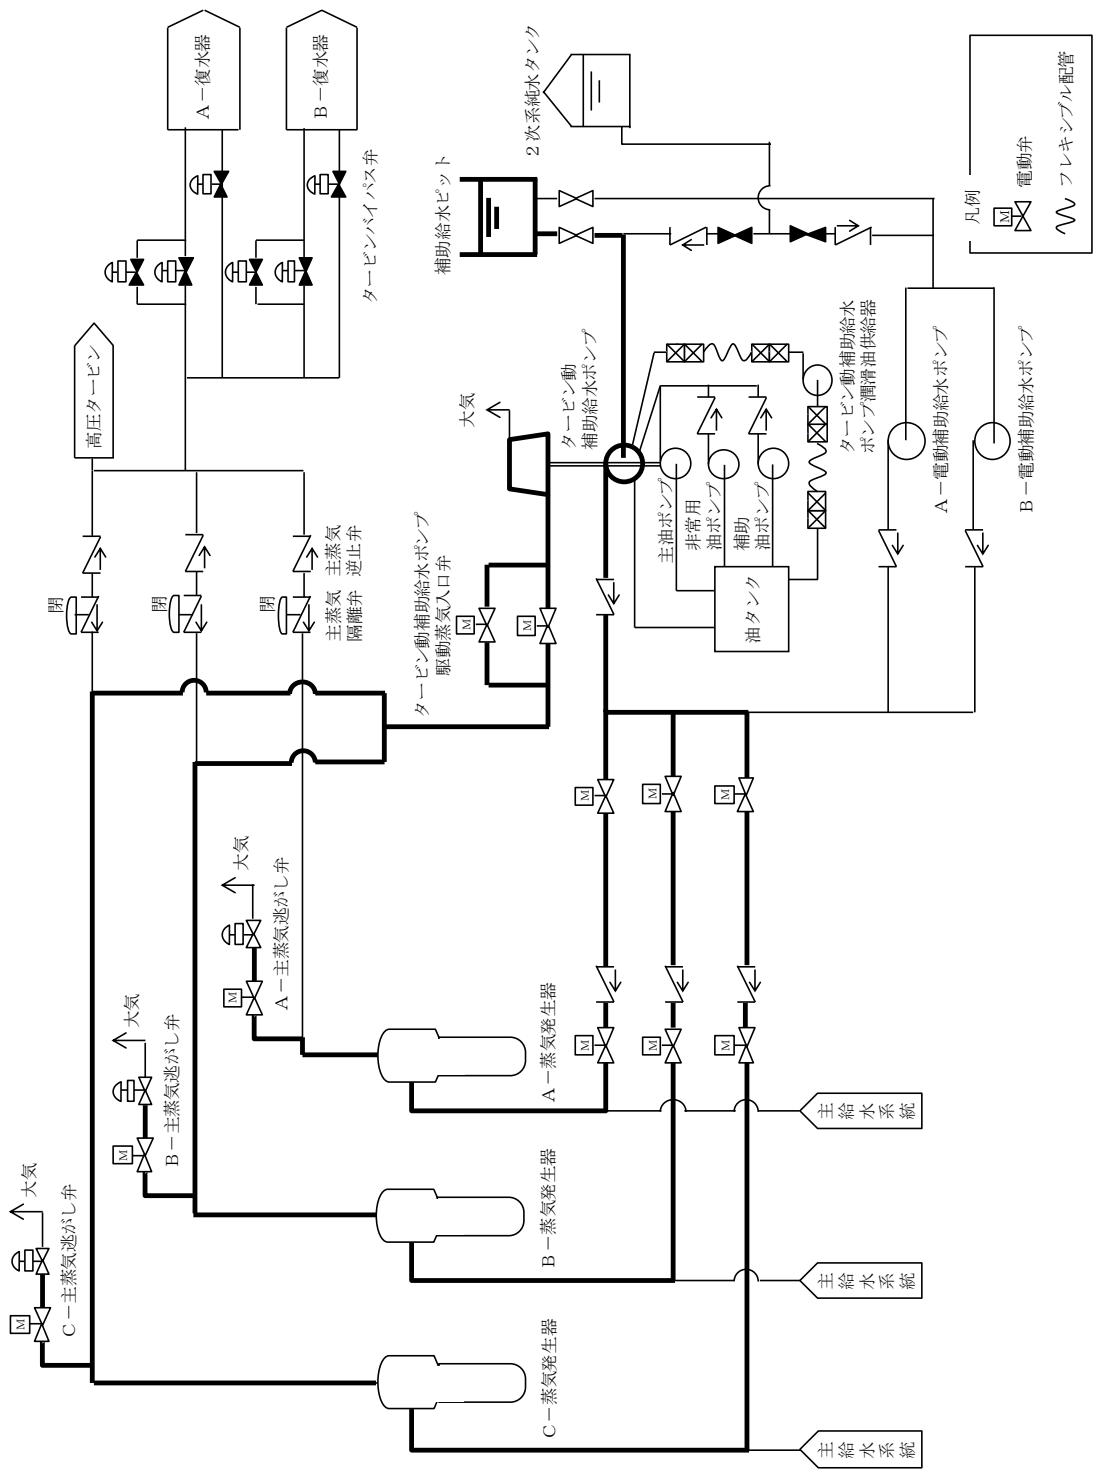 A－復水器
B－復水器
タービンバイパス弁
高圧タービン
２次系純水タンク
補助給水ピット
凡例
M
電動弁
フレキシブル配管
大気
タービン動
補助給水ポンプ
タービン動補助給水
ポンプ潤滑油供給器
A－電動補助給水ポンプ
B－電動補助給水ポンプ
主油ポンプ
非常用
油ポンプ
補助
油ポンプ
油タンク
閉
閉
閉
主蒸気
逆止弁
主蒸気
隔離弁
タービン動補助給水ポンプ
駆動蒸気入口弁
M
M
M
M
M
大気
A－主蒸気逃がし弁
M
大気
B－主蒸気逃がし弁
M
大気
C－主蒸気逃がし弁
M
M
M
M
A－蒸気発生器
B－蒸気発生器
C－蒸気発生器
主給水系統
主給水系統
主給水系統